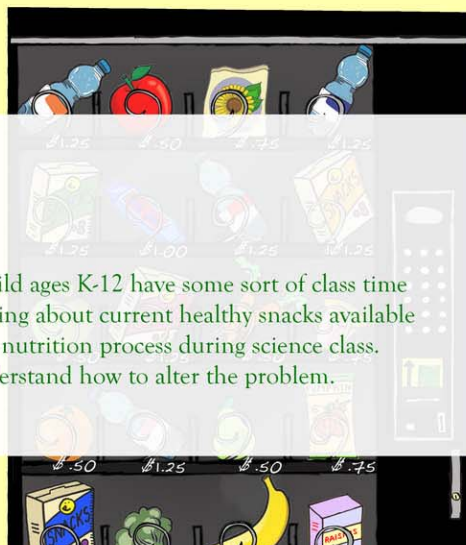 $1.25 $.50 $.75 $1.25
$1.25 $1.00 $1.25 $1.25
SNACKS
ild ages K-12 have some sort of class time
ing about current healthy snacks available
nutrition process during science class.
erstand how to alter the problem.
$.50 $1.25 $.50 $.75
SNACKS
RAISINS